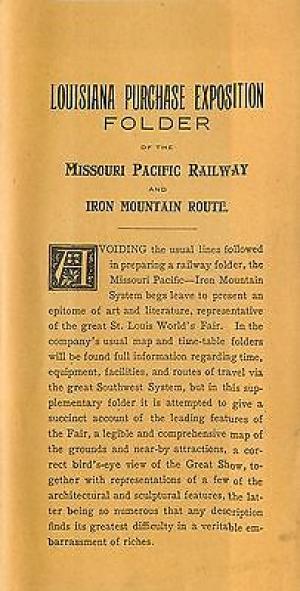 LOUISIANA PURCHASE EXPOSITION
FOLDER
OF THE
MISSOURI PACIFIC RAILWAY
AND
IRON MOUNTAIN ROUTE.
AVOIDING the usual lines followed
in preparing a railway folder, the
Missouri Pacific—Iron Mountain
System begs leave to present an
epitome of art and literature, representative
of the great St. Louis World's Fair. In the
company's usual map and time-table folders
will be found full information regarding time,
equipment, facilities, and routes of travel via
the great Southwest System, but in this sup-
plementary folder it is attempted to give a
succinct account of the leading features of
the Fair, a legible and comprehensive map of
the grounds and near-by attractions, a cor-
rect bird's-eye view of the Great Show, to-
gether with representations of a few of the
architectural and sculptural features, the lat-
ter being so numerous that any description
finds its greatest difficulty in a veritable em-
barrassment of riches.